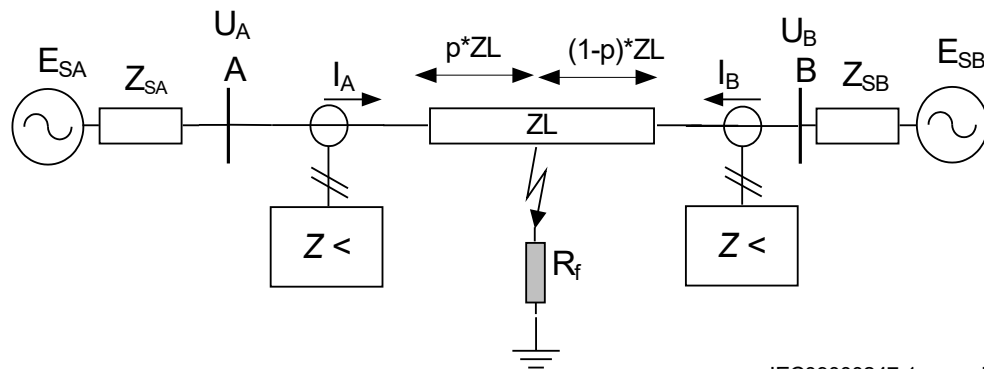 U_A
U_B
p*ZL
(1-p)*ZL
E_SA
E_SB
Z_SA
A
I_A
I_B
B
Z_SB
ZL
Z <
Z <
R_f